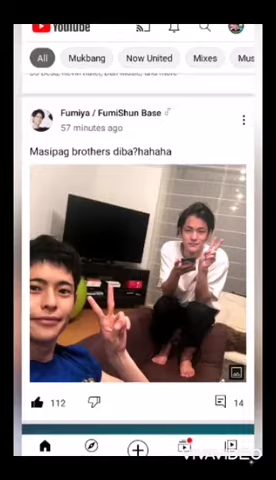 YouTube
All
Mukbang
Now United
Mixes
Mus
Fumiya / FumiShun Base
57 minutes ago
Masipag brothers diba?hahaha
112
14
VIVAVIDEO